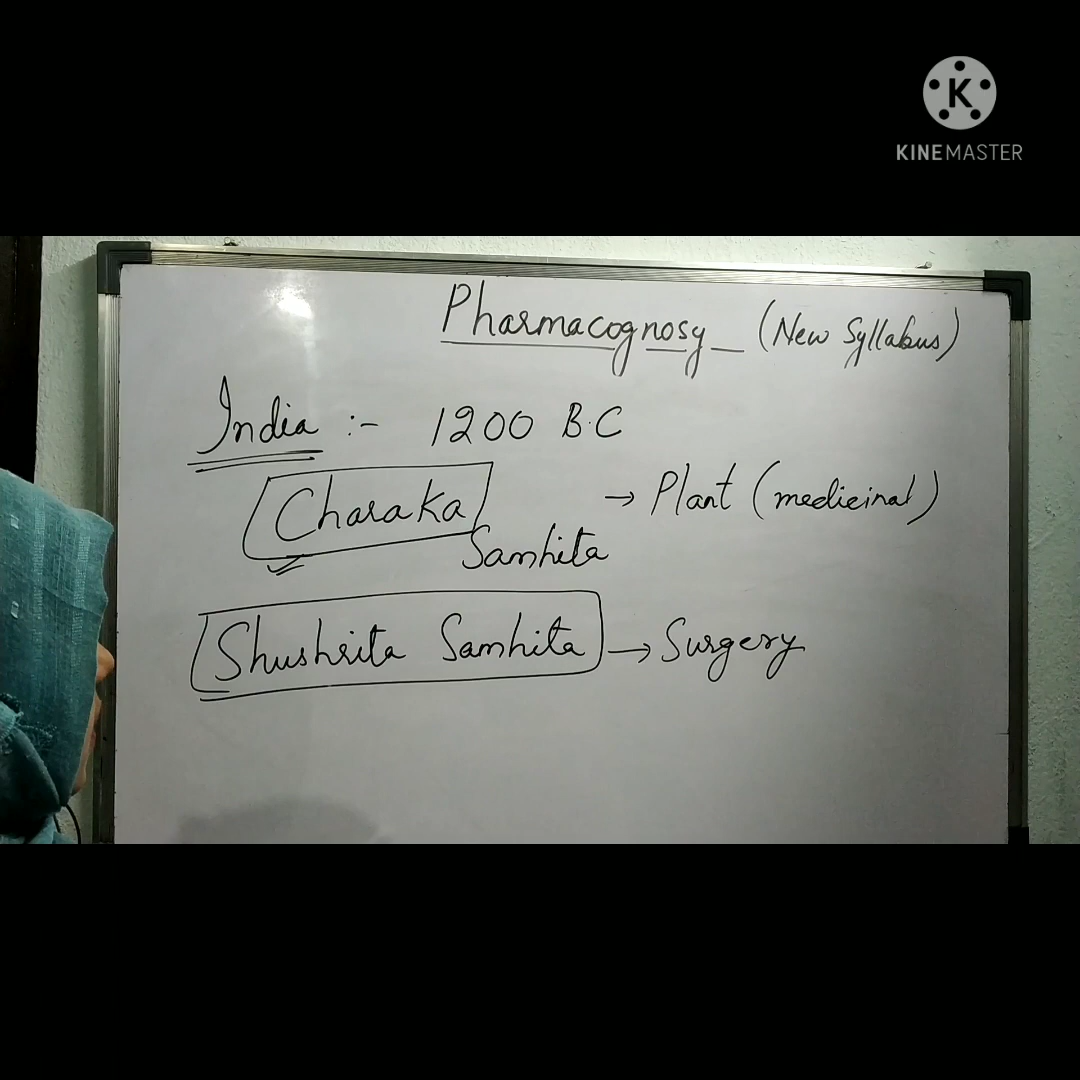 K
KINEMASTER
Pharmacognosy (New Syllabus)
India :- 1200 B.C
Charaka Samhita → Plant (medicinal)
Shushrita Samhita → Surgery